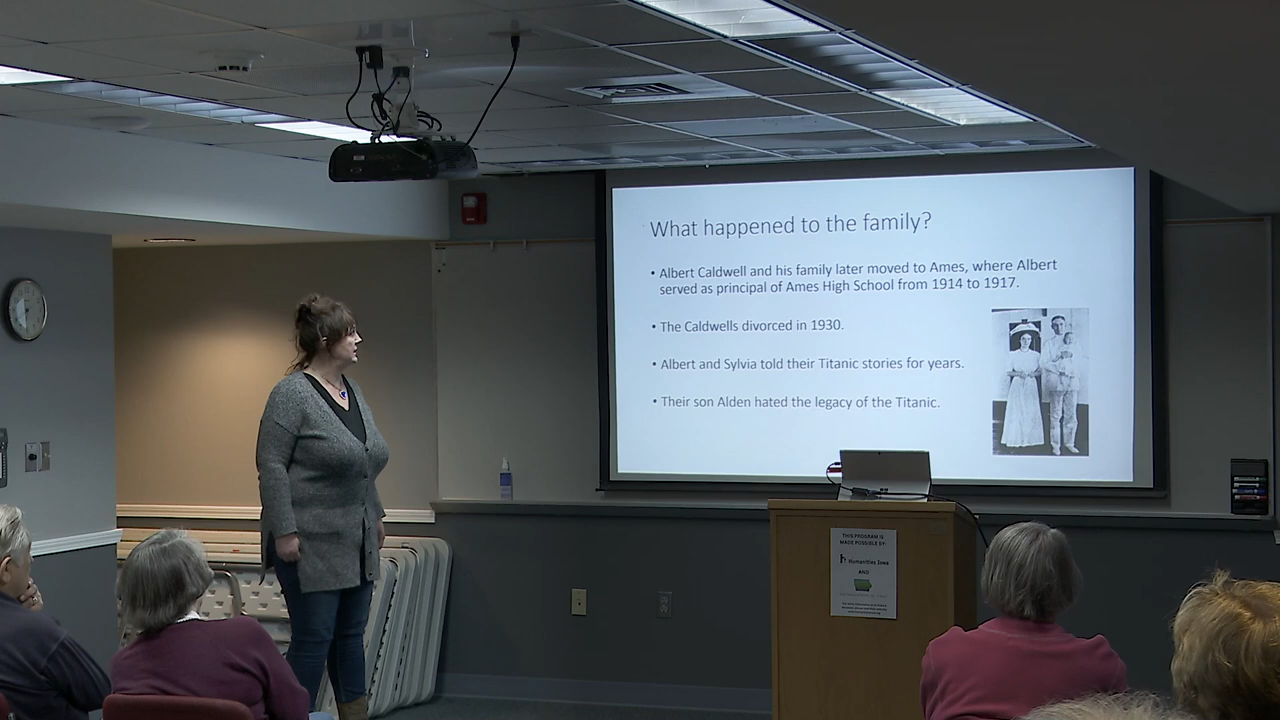 What happened to the family?
• Albert Caldwell and his family later moved to Ames, where Albert
served as principal of Ames High School from 1914 to 1917.
• The Caldwells divorced in 1930.
• Albert and Sylvia told their Titanic stories for years.
• Their son Alden hated the legacy of the Titanic.
THIS PROGRAM IS
MADE POSSIBLE BY:
Humanities Iowa
AND